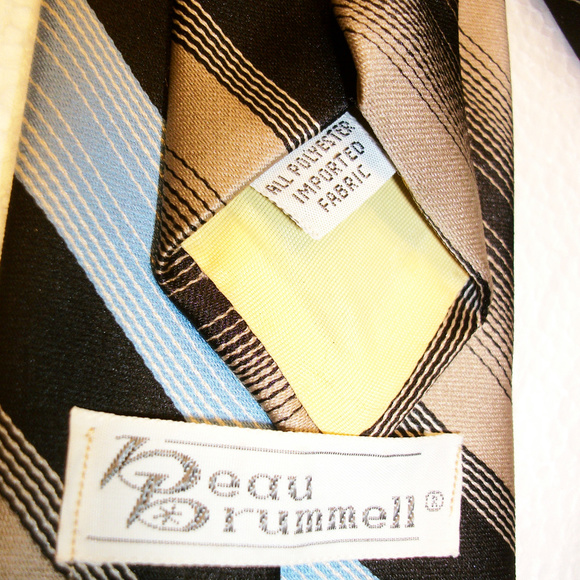 ALL POLYESTER
IMPORTED
FABRIC
Beau
Brummell®